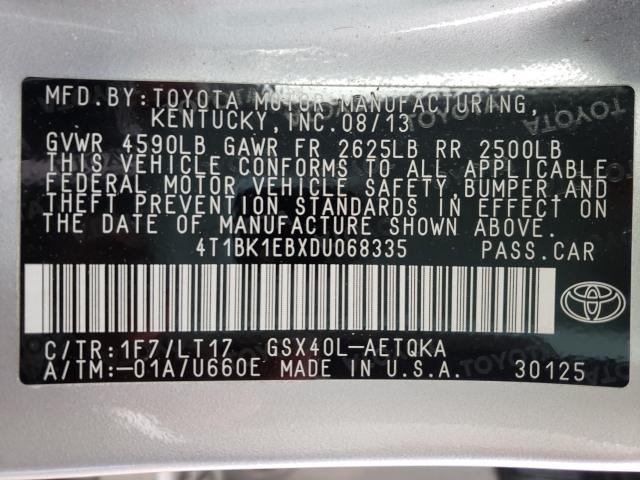 MFD.BY:TOYOTA MOTOR MANUFACTURING,
KENTUCKY,INC.08/13
GVWR 4590LB GAWR FR 2625LB RR 2500LB
THIS VEHICLE CONFORMS TO ALL APPLICABLE
FEDERAL MOTOR VEHICLE SAFETY,BUMPER,AND
THEFT PREVENTION STANDARDS IN EFFECT ON
THE DATE OF MANUFACTURE SHOWN ABOVE.
4T1BK1EBXDU068335 PASS.CAR
C/TR:1F7/LT17 GSX40L-AETQKA
A/TM:-01A/U660E MADE IN U.S.A. 30125